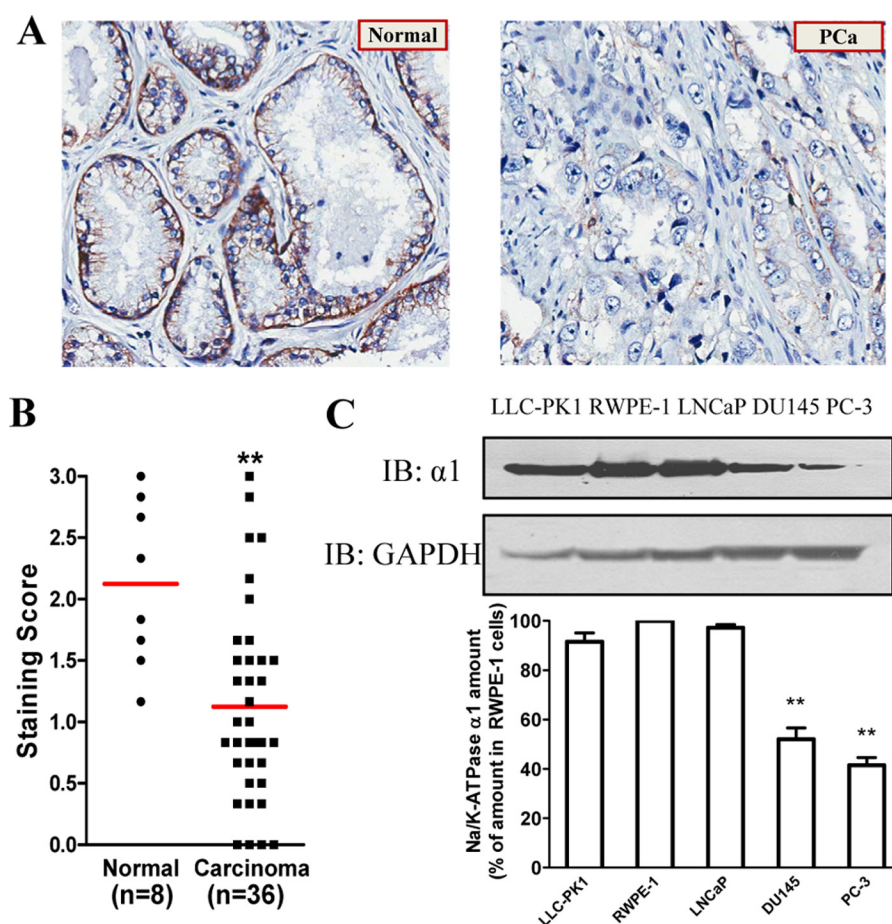 A
Normal
PCa
B
**
3.0
2.5
2.0
1.5
1.0
0.5
0.0
Staining Score
Normal
(n=8)
Carcinoma
(n=36)
C
LLC-PK1 RWPE-1 LNCaP DU145 PC-3
IB: α1
IB: GAPDH
Na/K-ATPase α1 amount
(% of amount in RWPE-1 cells)
100
80
60
40
20
0
**
**
LLC-PK1
RWPE-1
LNCaP
DU145
PC-3